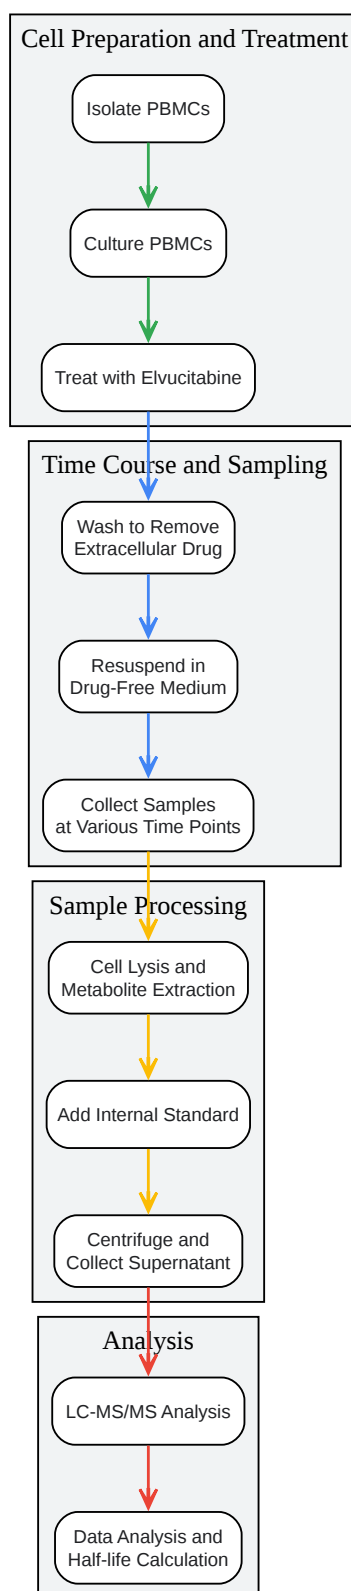 Cell Preparation and Treatment
Isolate PBMCs
Culture PBMCs
Treat with Elvucitabine
Time Course and Sampling
Wash to Remove
Extracellular Drug
Resuspend in
Drug-Free Medium
Collect Samples
at Various Time Points
Sample Processing
Cell Lysis and
Metabolite Extraction
Add Internal Standard
Centrifuge and
Collect Supernatant
Analysis
LC-MS/MS Analysis
Data Analysis and
Half-life Calculation